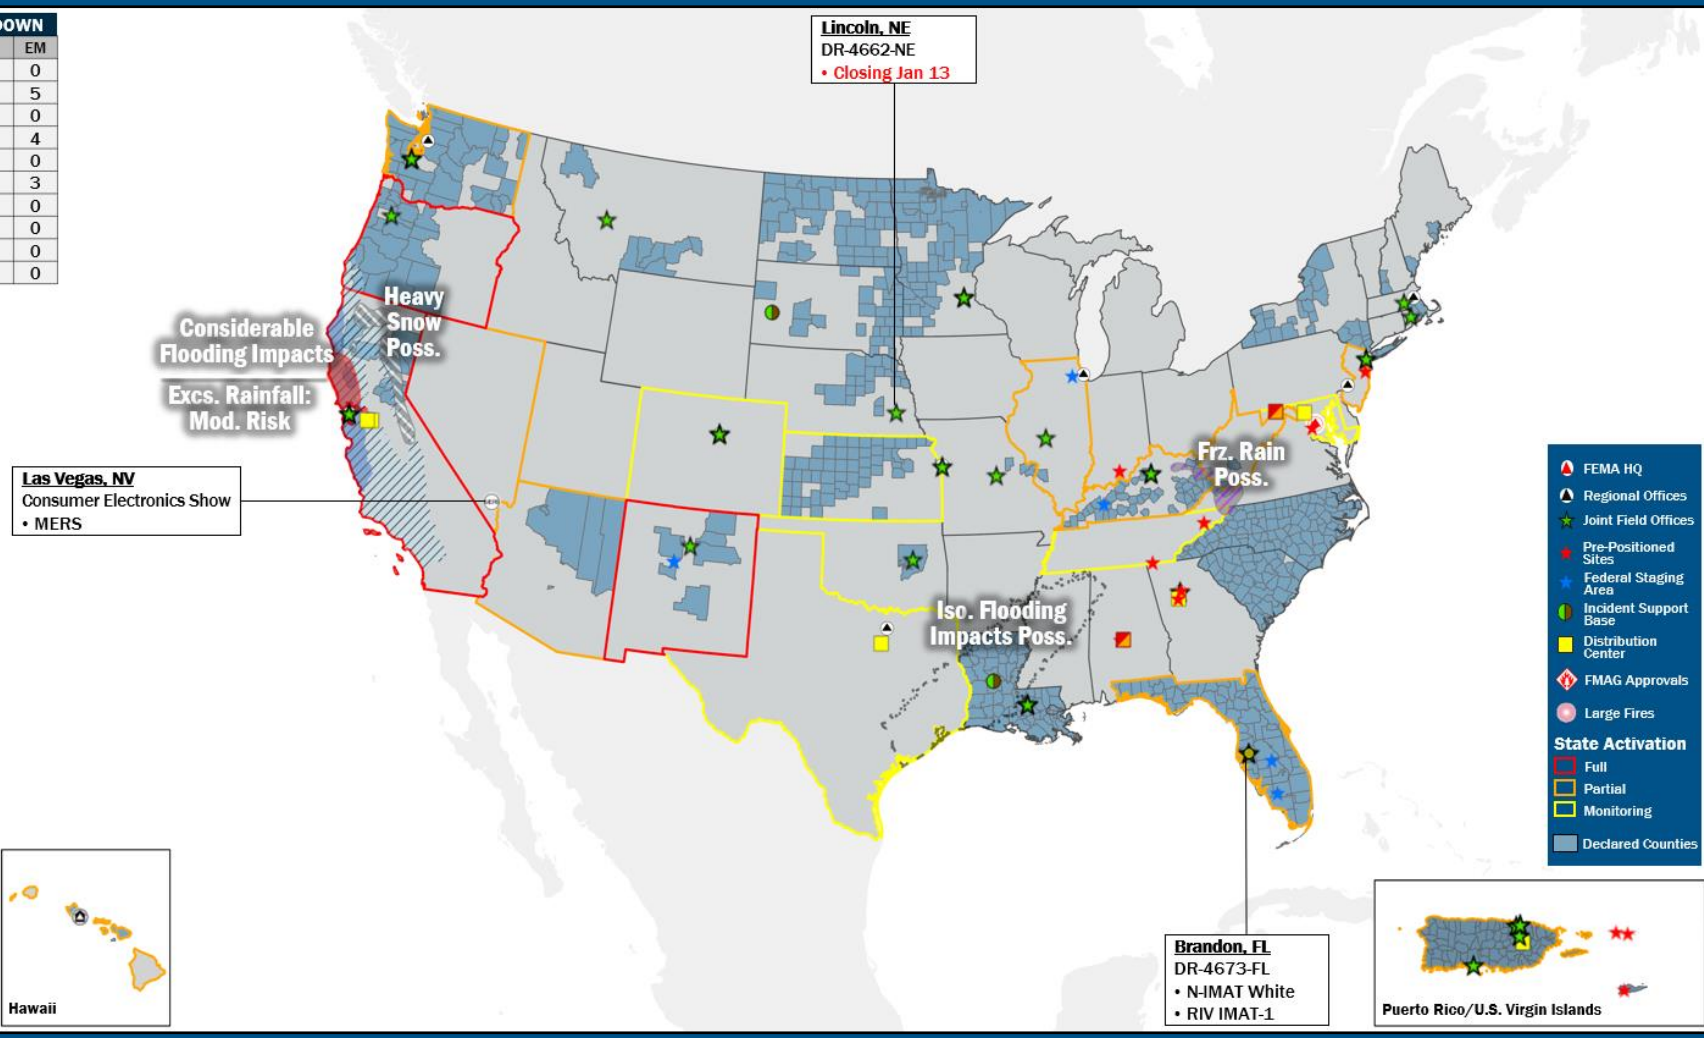 DOWN
EM
0
5
0
4
0
3
0
0
0
0
Lincoln, NE
DR-4662-NE
• Closing Jan 13
Heavy
Snow
Poss.
Considerable
Flooding Impacts
Excs. Rainfall:
Mod. Risk
Las Vegas, NV
Consumer Electronics Show
• MERS
MERS
Frz. Rain
Poss.
Iso. Flooding
Impacts Poss.
FEMA HQ
Regional Offices
Joint Field Offices
Pre-Positioned
Sites
Federal Staging
Area
Incident Support
Base
Distribution
Center
FMAG Approvals
Large Fires
State Activation
Full
Partial
Monitoring
Declared Counties
Hawaii
Brandon, FL
DR-4673-FL
• N-IMAT White
• RIV IMAT-1
Puerto Rico/U.S. Virgin Islands